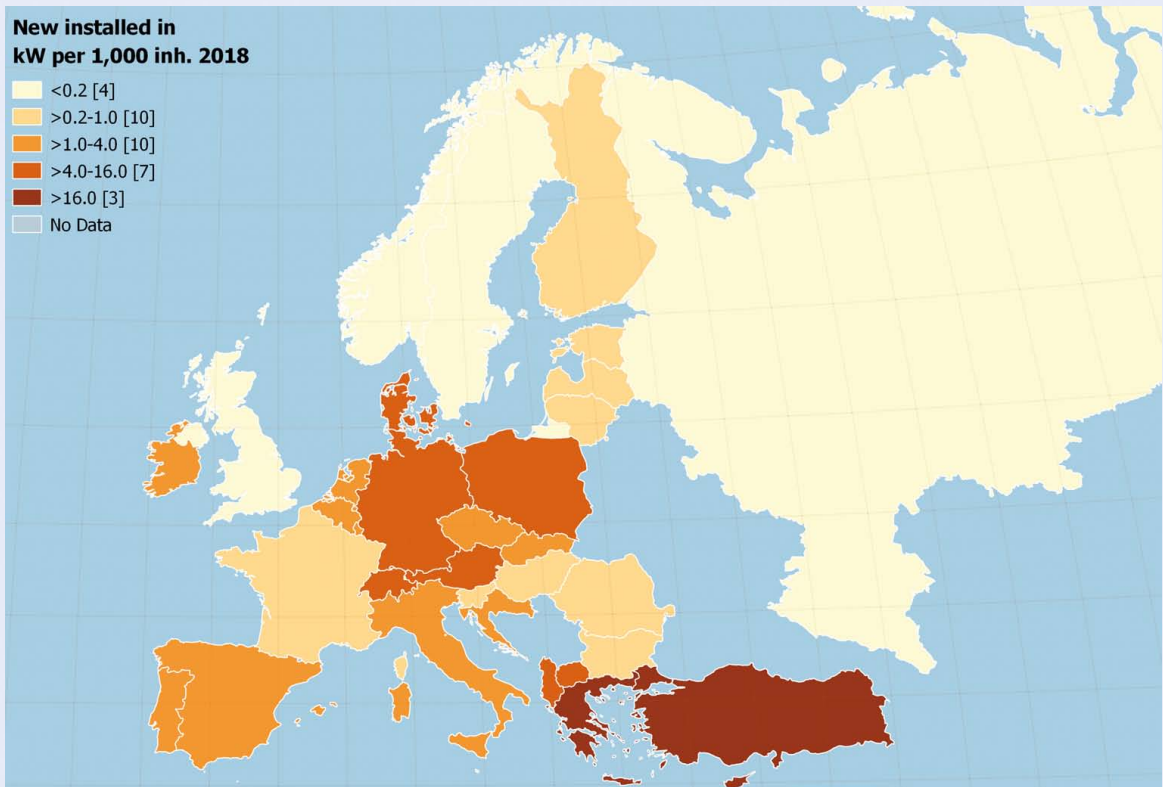 New installed in
kW per 1,000 inh. 2018
<0.2 [4]
>0.2-1.0 [10]
>1.0-4.0 [10]
>4.0-16.0 [7]
>16.0 [3]
No Data